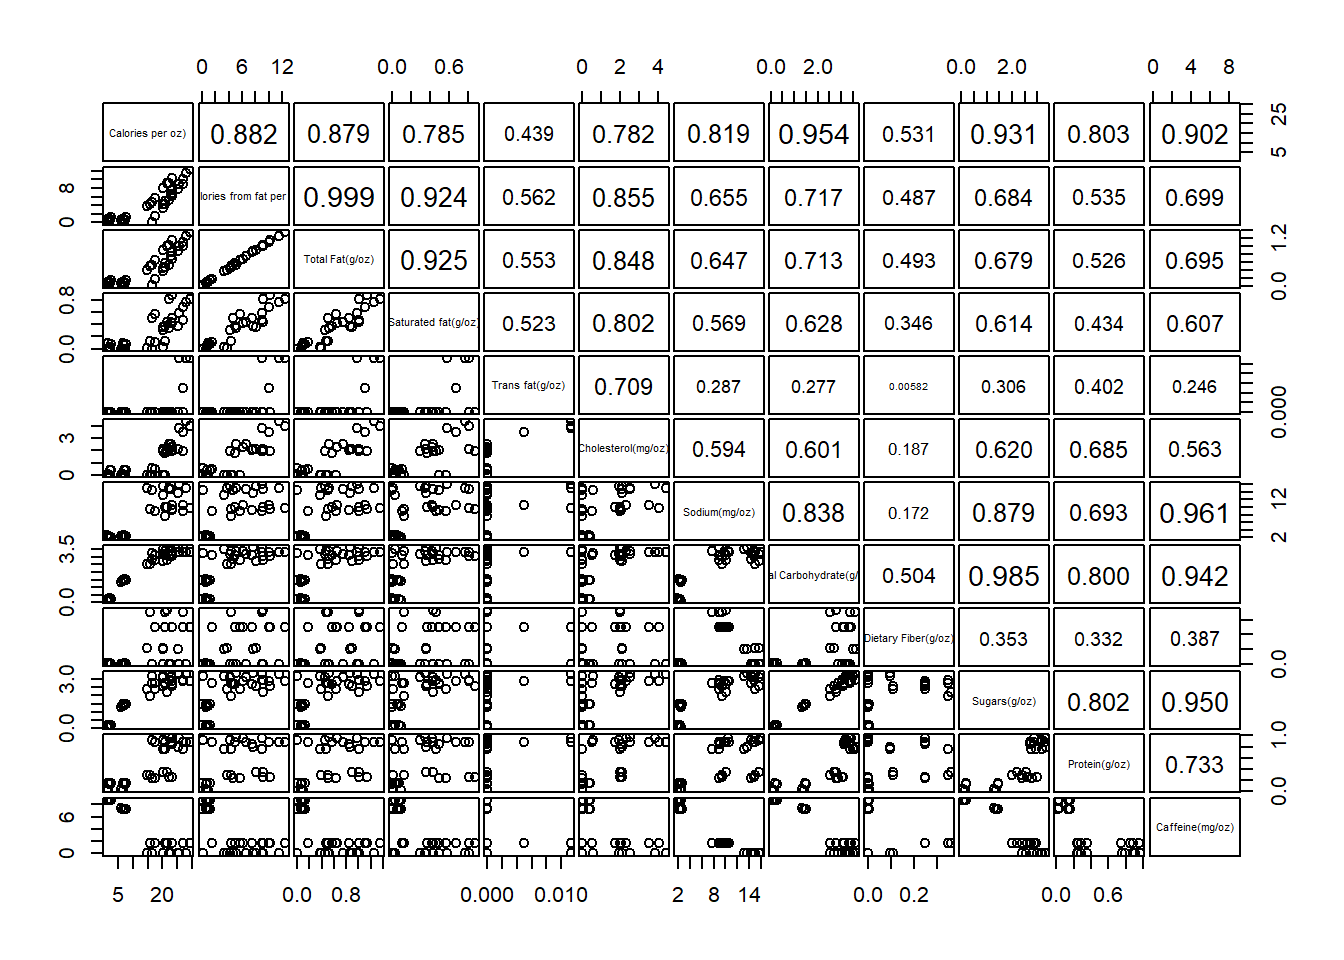 0 6 12 0.0 0.6 0 2 4 0.0 2.0 0.0 2.0 0 4 8
Calories per oz) 0.882 0.879 0.785 0.439 0.782 0.819 0.954 0.531 0.931 0.803 0.902 5 25
0 8 lories from fat per 0.999 0.924 0.562 0.855 0.655 0.717 0.487 0.684 0.535 0.699
Total Fat(g/oz) 0.925 0.553 0.848 0.647 0.713 0.493 0.679 0.526 0.695 0.0 1.2
0.0 0.8 Saturated fat(g/oz) 0.523 0.802 0.569 0.628 0.346 0.614 0.434 0.607
Trans fat(g/oz) 0.709 0.287 0.277 0.00582 0.306 0.402 0.246 0.000
0 3 Cholesterol(mg/oz) 0.594 0.601 0.187 0.620 0.685 0.563
Sodium(mg/oz) 0.838 0.172 0.879 0.693 0.961 2 12
0.0 3.5 al Carbohydrate(g/ 0.504 0.985 0.800 0.942
Dietary Fiber(g/oz) 0.353 0.332 0.387 0.0
0.0 3.0 Sugars(g/oz) 0.802 0.950
Protein(g/oz) 0.733 0.0 1.0
0 6 Caffeine(mg/oz)
5 20 0.0 0.8 0.000 0.010 2 8 14 0.0 0.2 0.0 0.6